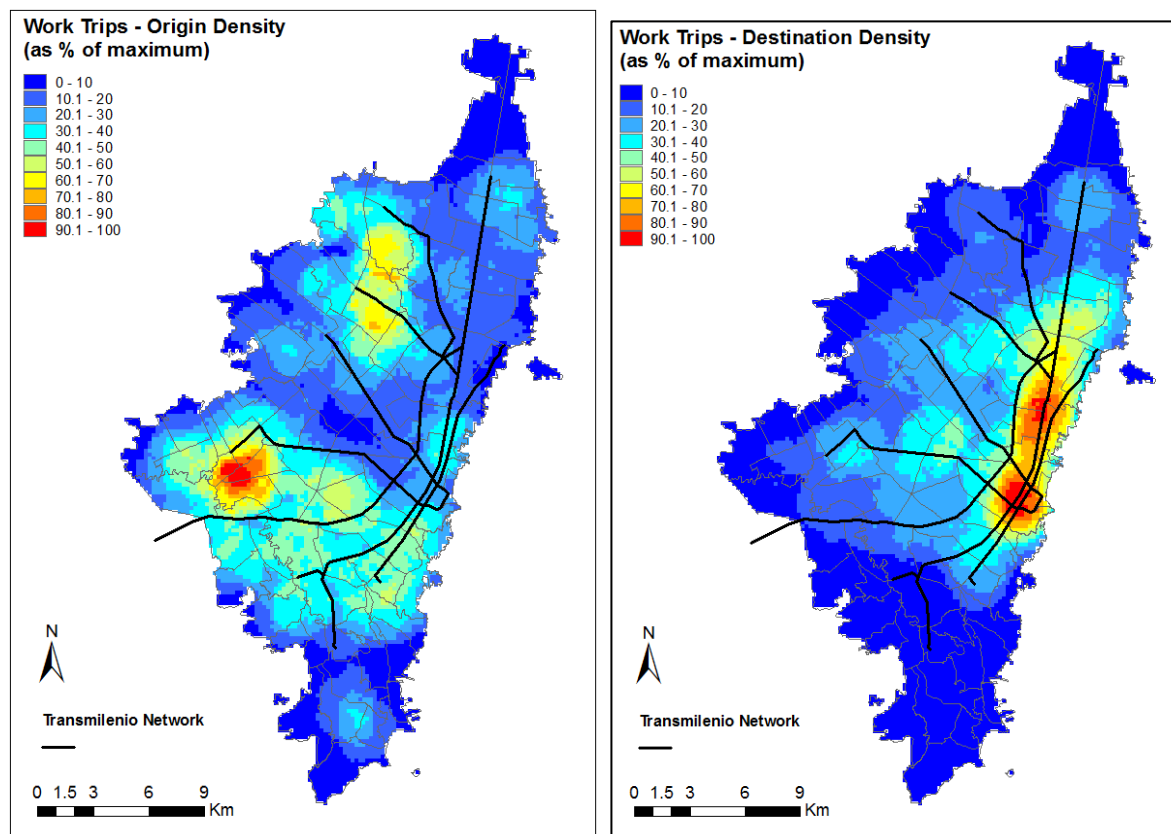 Work Trips - Origin Density
(as % of maximum)
0 - 10
10.1 - 20
20.1 - 30
30.1 - 40
40.1 - 50
50.1 - 60
60.1 - 70
70.1 - 80
80.1 - 90
90.1 - 100
N
Transmilenio Network
0 1.5 3 6 9
Km
Work Trips - Destination Density
(as % of maximum)
0 - 10
10.1 - 20
20.1 - 30
30.1 - 40
40.1 - 50
50.1 - 60
60.1 - 70
70.1 - 80
80.1 - 90
90.1 - 100
N
Transmilenio Network
0 1.5 3 6 9
Km